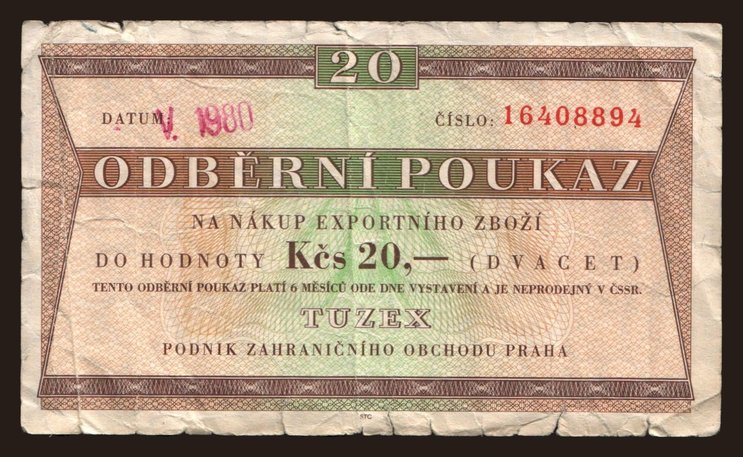 20
DATUM: V. 1980 ČÍSLO: 16408894
ODBĚRNÍ POUKAZ
NA NÁKUP EXPORTNÍHO ZBOŽÍ
DO HODNOTY Kčs 20,— (DVACET)
TENTO ODBĚRNÍ POUKAZ PLATÍ 6 MĚSÍCŮ ODE DNE VYSTAVENÍ A JE NEPRODEJNÝ V ČSSR.
TUZEX
PODNIK ZAHRANIČNÍHO OBCHODU PRAHA
STC